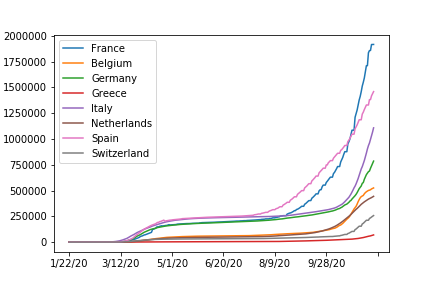 2000000
1750000
1500000
1250000
1000000
750000
500000
250000
0
France
Belgium
Germany
Greece
Italy
Netherlands
Spain
Switzerland
1/22/20 3/12/20 5/1/20 6/20/20 8/9/20 9/28/20